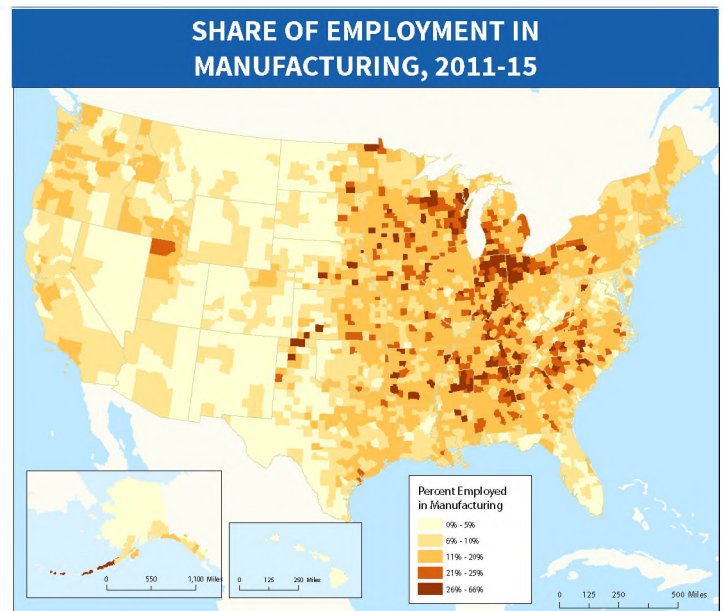 SHARE OF EMPLOYMENT IN
MANUFACTURING, 2011-15
Percent Employed
in Manufacturing
0% - 5%
6% - 10%
11% - 20%
21% - 25%
26% - 66%
0 550 1,100 Miles
0 125 250 Miles
0 125 250 500 Miles